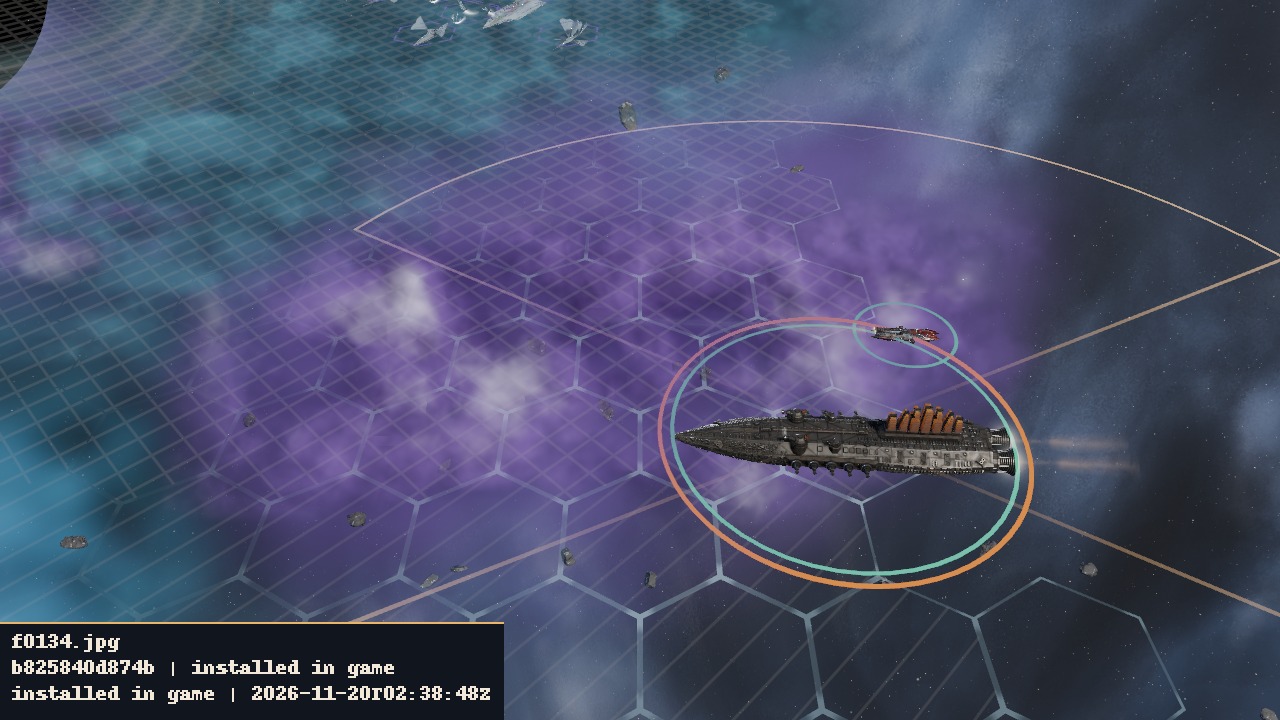 f0134.jpg
b825840d874b | installed in game
installed in game | 2026-11-20T02:38:48Z